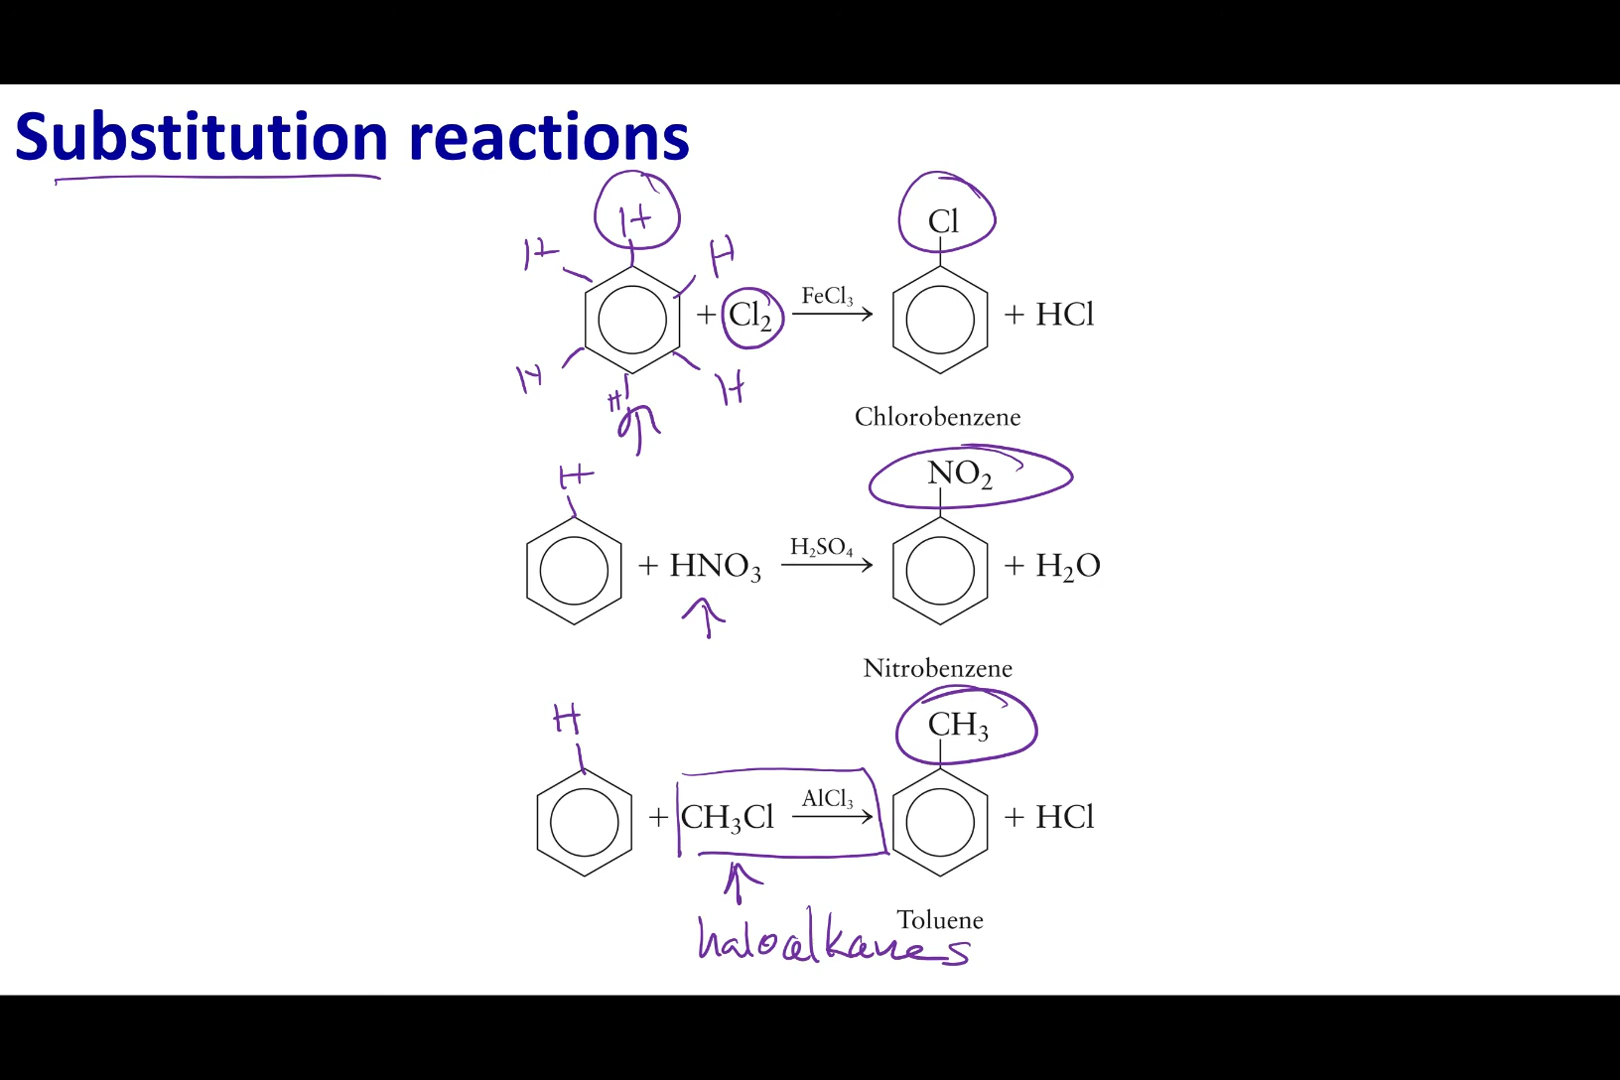 Substitution reactions
H
H H
+ Cl₂ FeCl₃ Cl + HCl
H H
H
Chlorobenzene
H
+ HNO₃ H₂SO₄ NO₂ + H₂O
Nitrobenzene
H
+ CH₃Cl AlCl₃ CH₃ + HCl
Toluene
haloalkanes